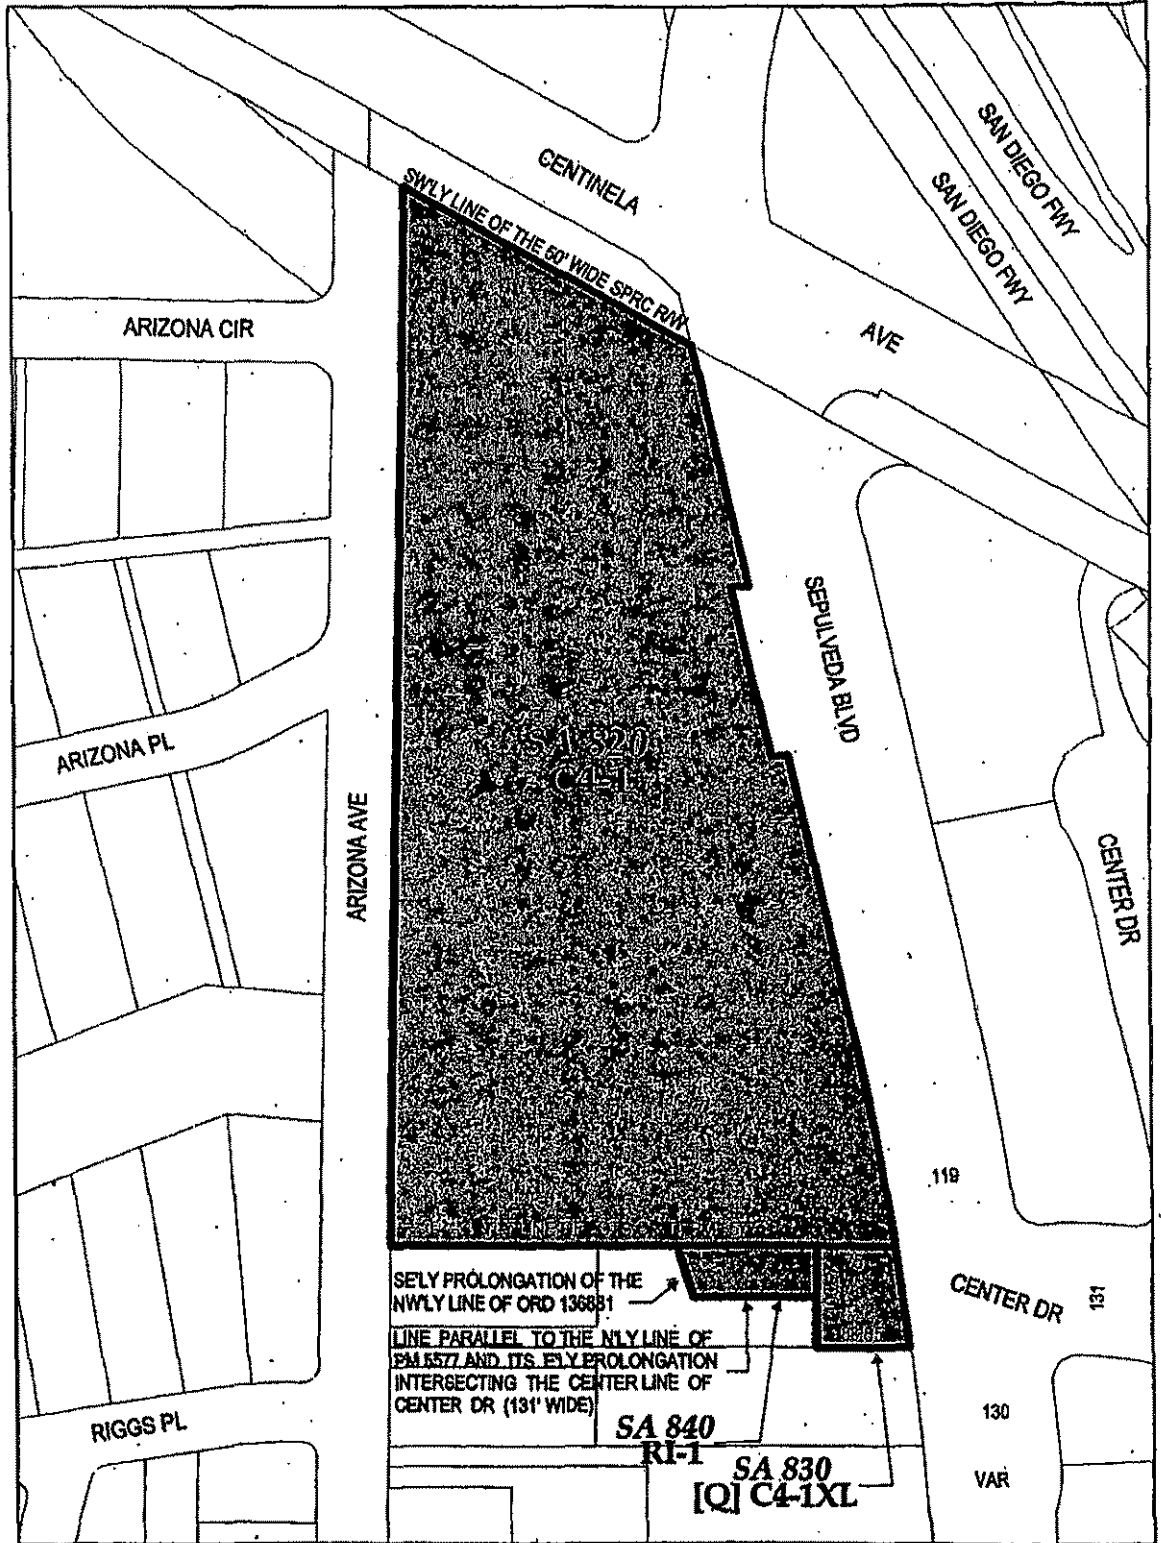 SAN DIEGO FWY
SAN DIEGO FWY
CENTINELA
AVE
SW'LY LINE OF THE 50' WIDE SPRC R/W
ARIZONA CIR
SEPULVEDA BLVD
ARIZONA PL
SA 820
C4-1
ARIZONA AVE
CENTER DR
119
SE'LY PROLONGATION OF THE
NW'LY LINE OF ORD 136831
CENTER DR
131
LINE PARALLEL TO THE N'LY LINE OF
PM 5577 AND ITS E'LY PROLONGATION
INTERSECTING THE CENTER LINE OF
CENTER DR (131' WIDE)
RIGGS PL
SA 840
RI-1
130
SA 830
[Q] C4-1XL
VAR